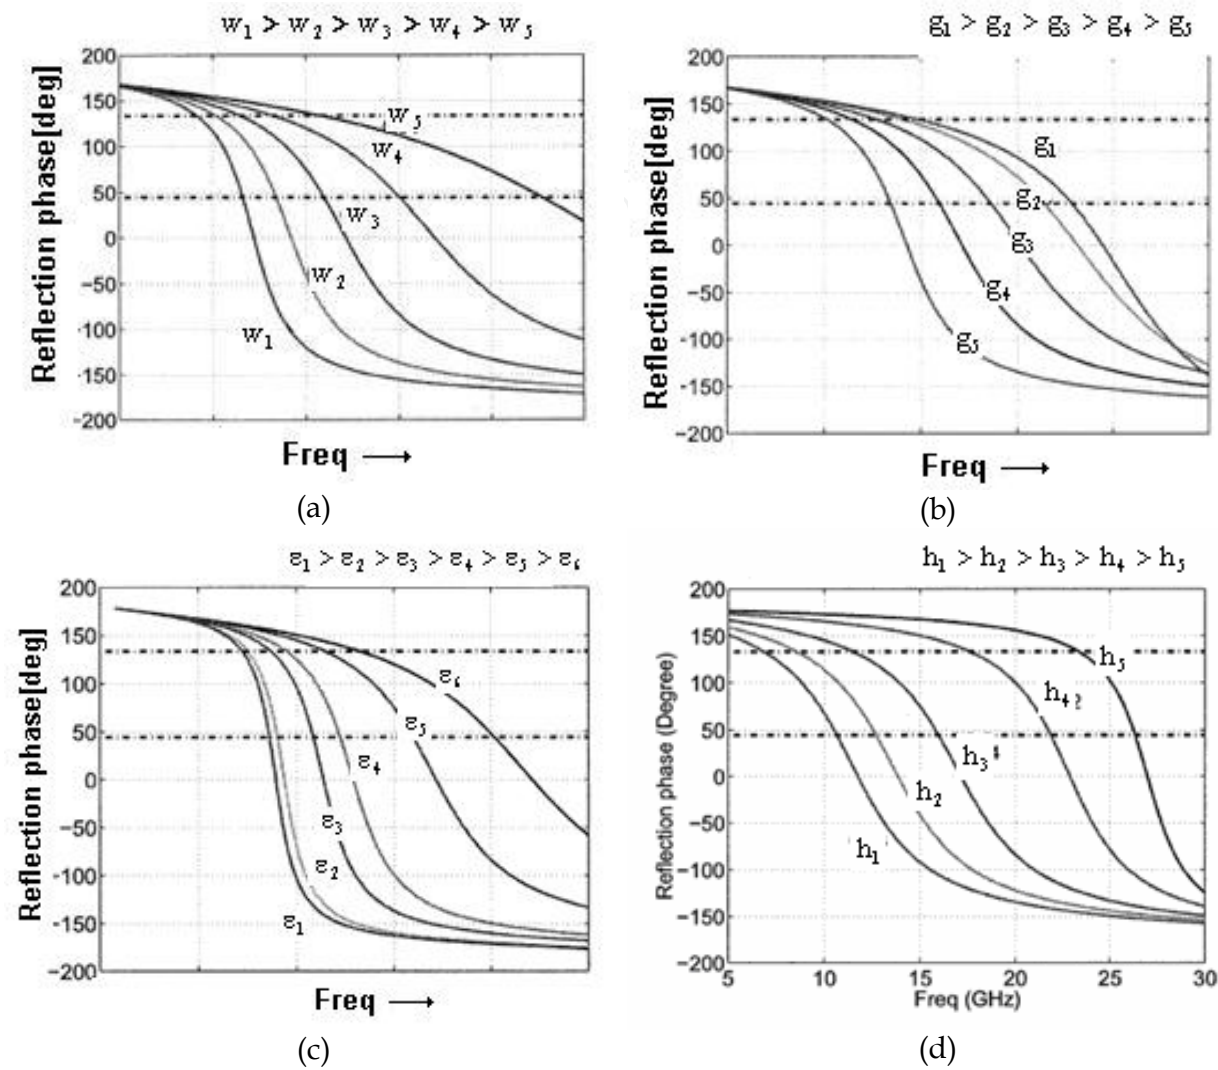 w₁ > w₂ > w₃ > w₄ > w₅
Reflection phase[deg]
200
150
100
50
0
-50
-100
-150
-200
w₅
w₄
w₃
w₂
w₁
Freq →
(a)
g₁ > g₂ > g₃ > g₄ > g₅
Reflection phase[deg]
200
150
100
50
0
−50
−100
−150
−200
g₁
g₂
g₃
g₄
g₅
Freq →
(b)
ε₁ > ε₂ > ε₃ > ε₄ > ε₅ > ε₆
Reflection phase[deg]
200
150
100
50
0
-50
-100
-150
-200
ε₆
ε₅
ε₄
ε₃
ε₂
ε₁
Freq →
(c)
h₁ > h₂ > h₃ > h₄ > h₅
Reflection phase (Degree)
200
150
100
50
0
−50
−100
−150
−200
h₅
h₄
h₃
h₂
h₁
5 10 15 20 25 30
Freq (GHz)
(d)